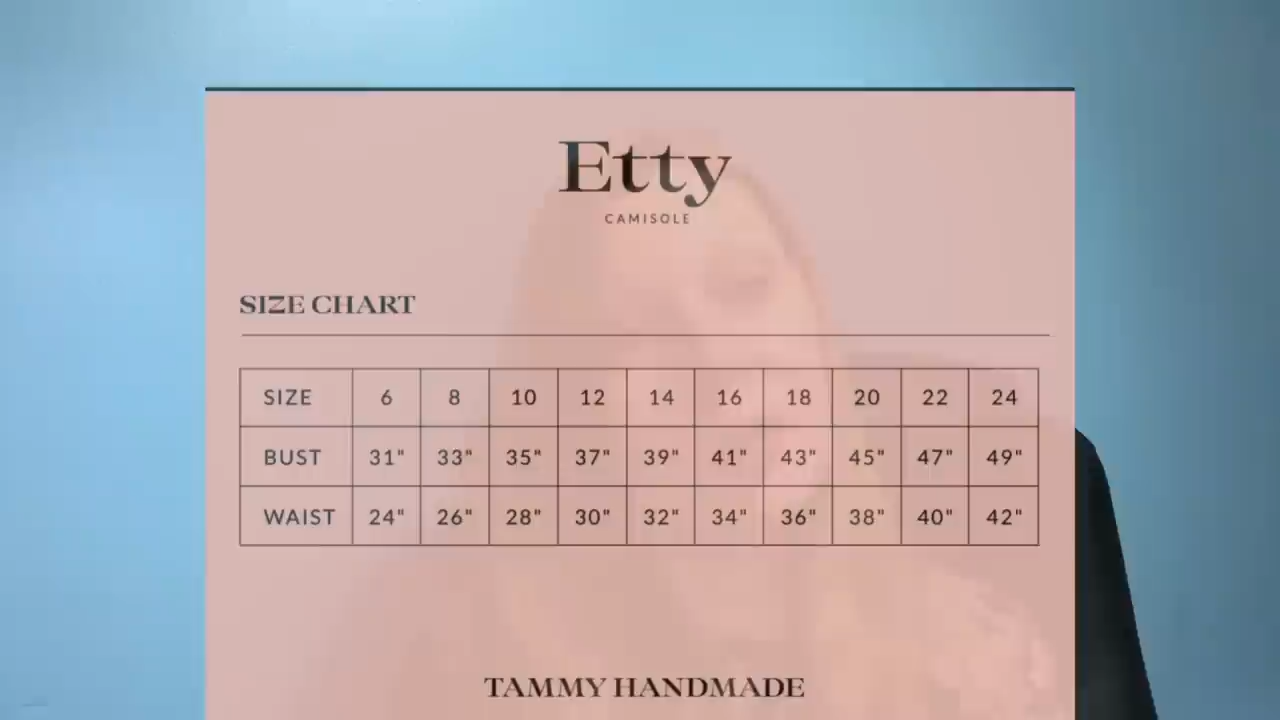 Etty
CAMISOLE
SIZE CHART
SIZE 6 8 10 12 14 16 18 20 22 24
BUST 31" 33" 35" 37" 39" 41" 43" 45" 47" 49"
WAIST 24" 26" 28" 30" 32" 34" 36" 38" 40" 42"
TAMMY HANDMADE